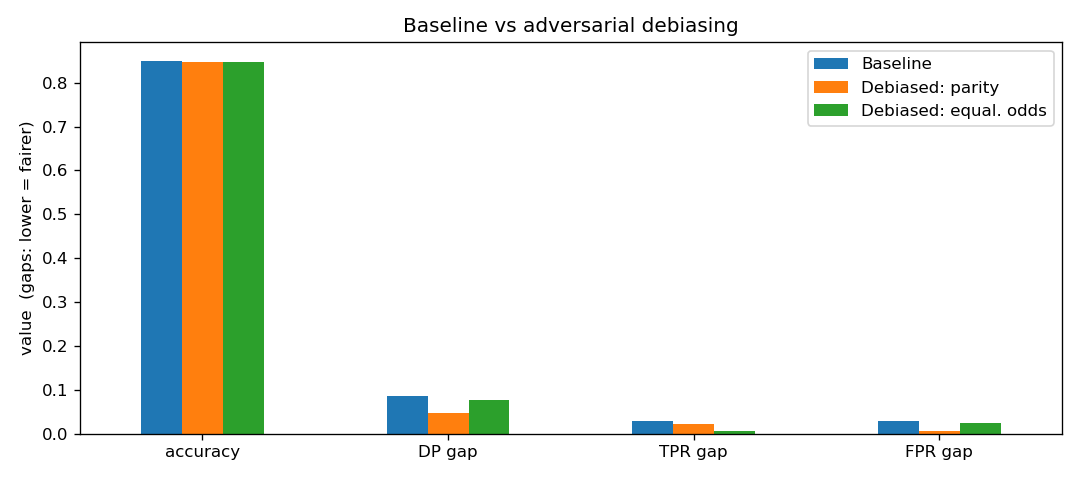 Baseline vs adversarial debiasing
Baseline
Debiased: parity
Debiased: equal. odds
value  (gaps: lower = fairer)
0.8
0.7
0.6
0.5
0.4
0.3
0.2
0.1
0.0
accuracy
DP gap
TPR gap
FPR gap